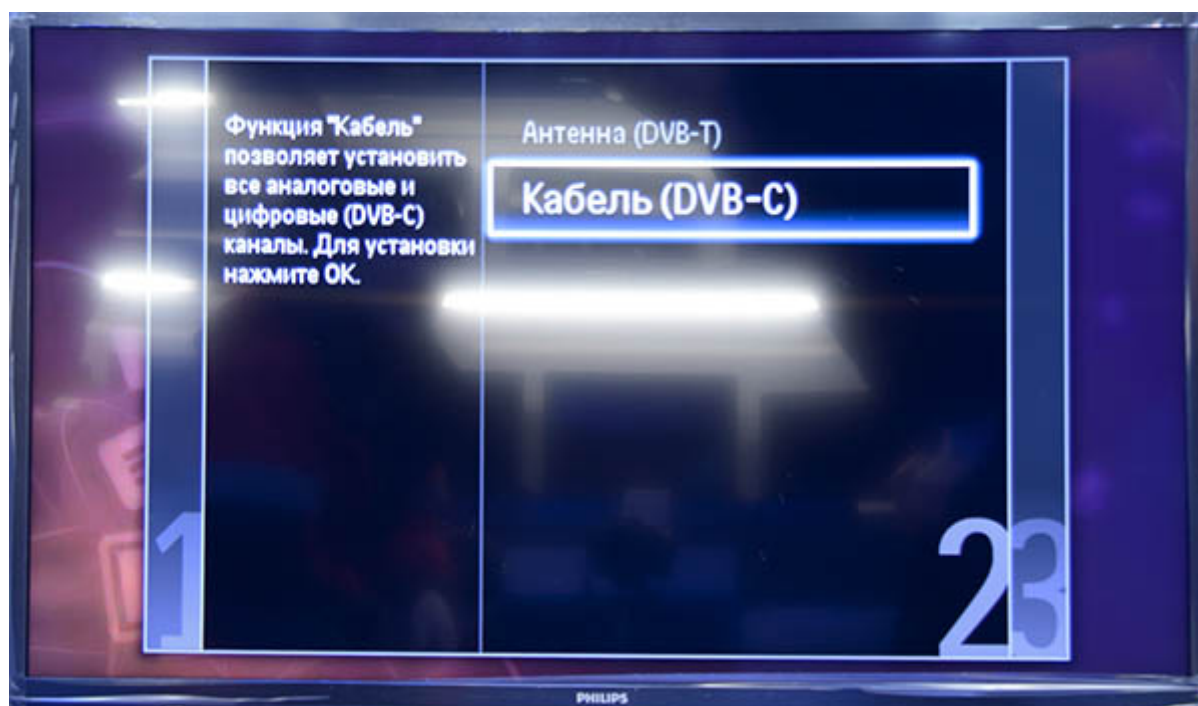 Функция "Кабель"
позволяет установить
все аналоговые и
цифровые (DVB-C)
каналы. Для установки
нажмите OK.
Антенна (DVB-T)
Кабель (DVB-C)
1
2
3
PHILIPS